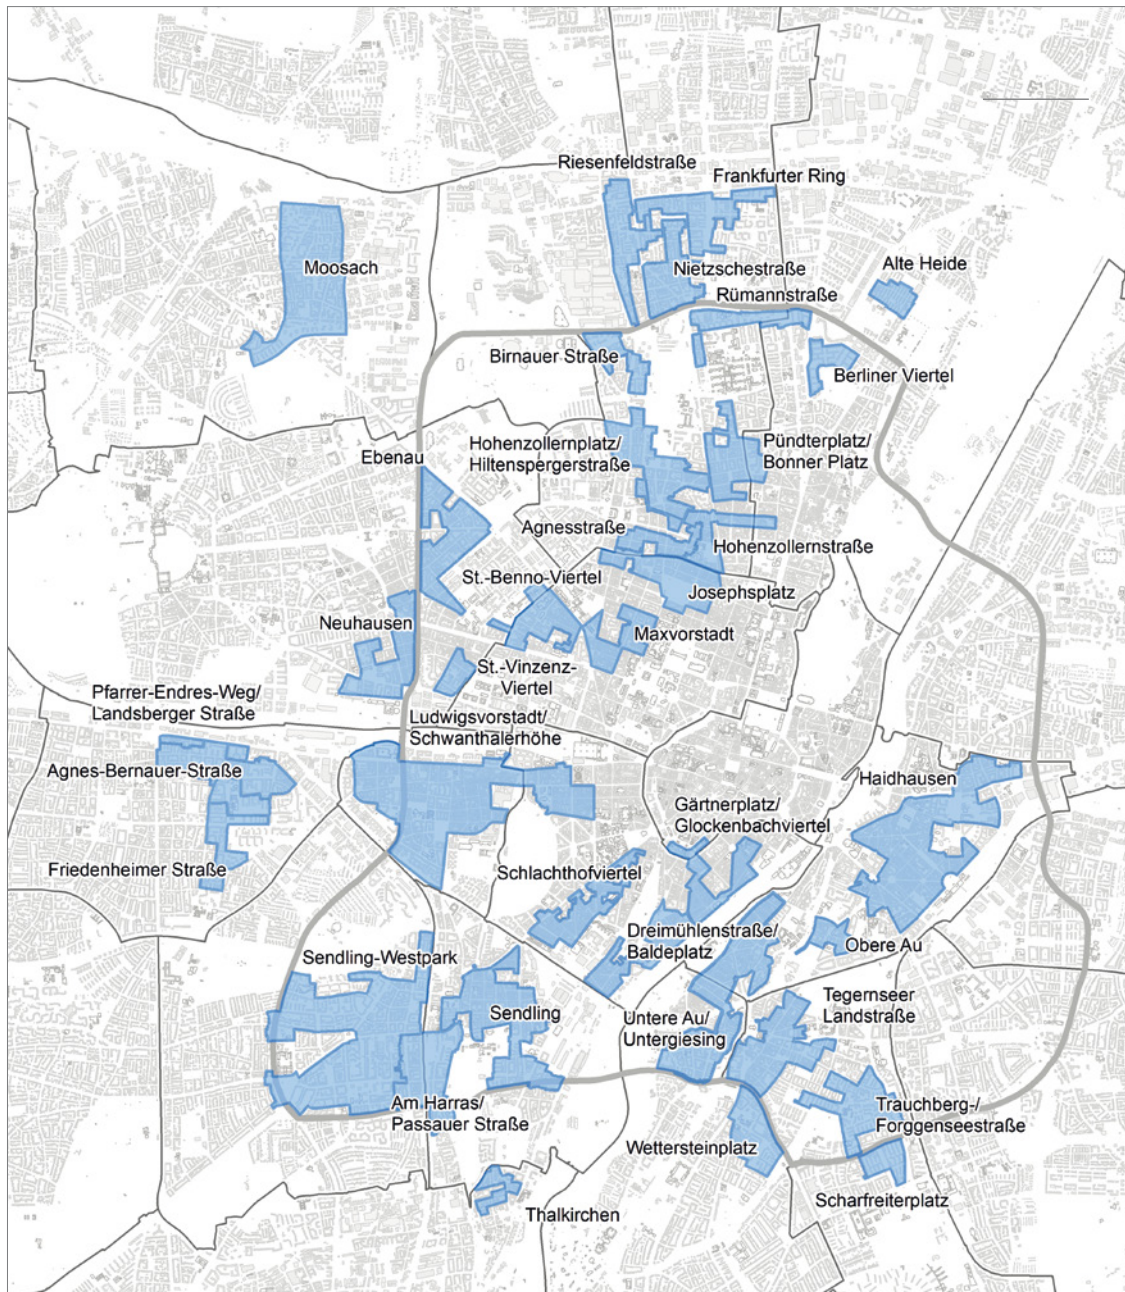 Riesenfeldstraße
Frankfurter Ring
Moosach
Nietzschestraße
Alte Heide
Rümannstraße
Birnauer Straße
Berliner Viertel
Hohenzollernplatz/
Hiltenspergerstraße
Pündterplatz/
Bonner Platz
Ebenau
Agnesstraße
Hohenzollernstraße
St.-Benno-Viertel
Josephsplatz
Neuhausen
Maxvorstadt
St.-Vinzenz-
Viertel
Pfarrer-Endres-Weg/
Landsberger Straße
Ludwigsvorstadt/
Schwanthalerhöhe
Agnes-Bernauer-Straße
Haidhausen
Gärtnerplatz/
Glockenbachviertel
Friedenheimer Straße
Schlachthofviertel
Dreimühlenstraße/
Baldeplatz
Obere Au
Sendling-Westpark
Tegernseer
Landstraße
Sendling
Untere Au/
Untergiesing
Am Harras/
Passauer Straße
Trauchberg-/
Forggenseestraße
Wettersteinplatz
Scharfreiterplatz
Thalkirchen